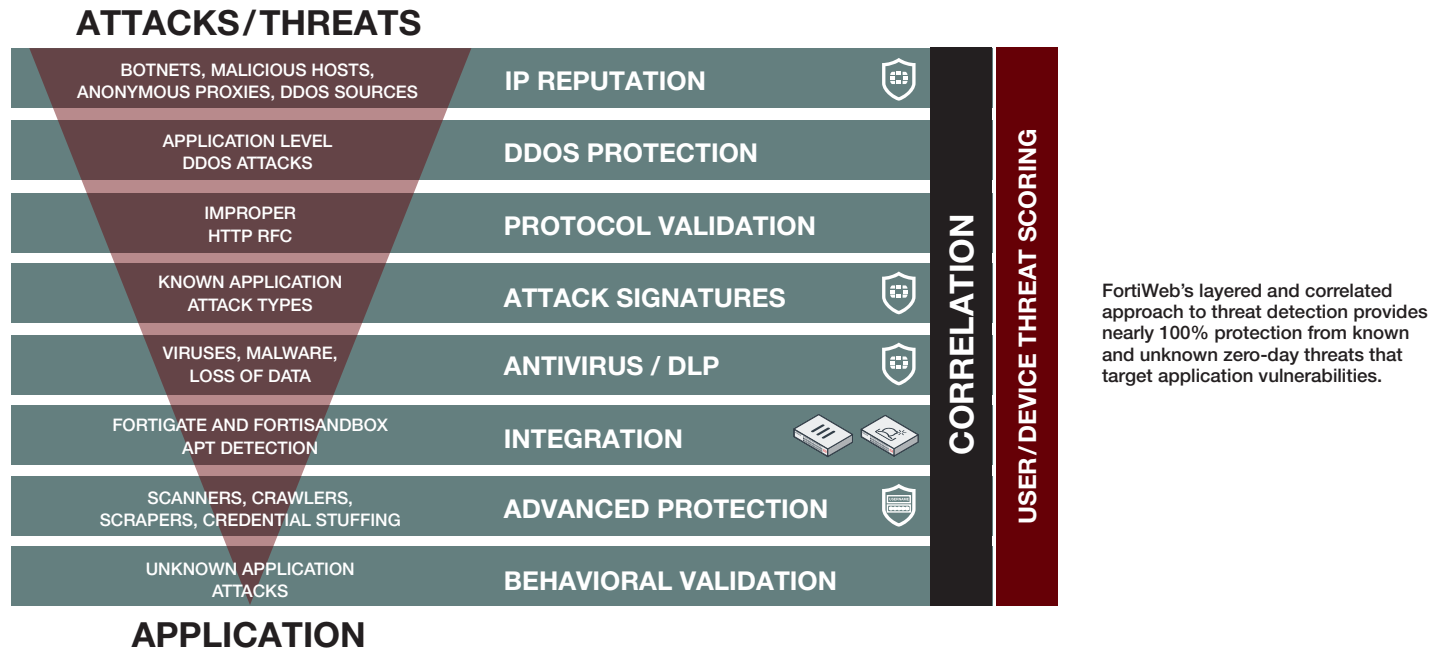 ATTACKS/THREATS
BOTNETS, MALICIOUS HOSTS,
ANONYMOUS PROXIES, DDOS SOURCES
IP REPUTATION
APPLICATION LEVEL
DDOS ATTACKS
DDOS PROTECTION
IMPROPER
HTTP RFC
PROTOCOL VALIDATION
KNOWN APPLICATION
ATTACK TYPES
ATTACK SIGNATURES
VIRUSES, MALWARE,
LOSS OF DATA
ANTIVIRUS / DLP
FORTIGATE AND FORTISANDBOX
APT DETECTION
INTEGRATION
SCANNERS, CRAWLERS,
SCRAPERS, CREDENTIAL STUFFING
ADVANCED PROTECTION
UNKNOWN APPLICATION
ATTACKS
BEHAVIORAL VALIDATION
APPLICATION
CORRELATION
USER/DEVICE THREAT SCORING
FortiWeb’s layered and correlated
approach to threat detection provides
nearly 100% protection from known
and unknown zero-day threats that
target application vulnerabilities.